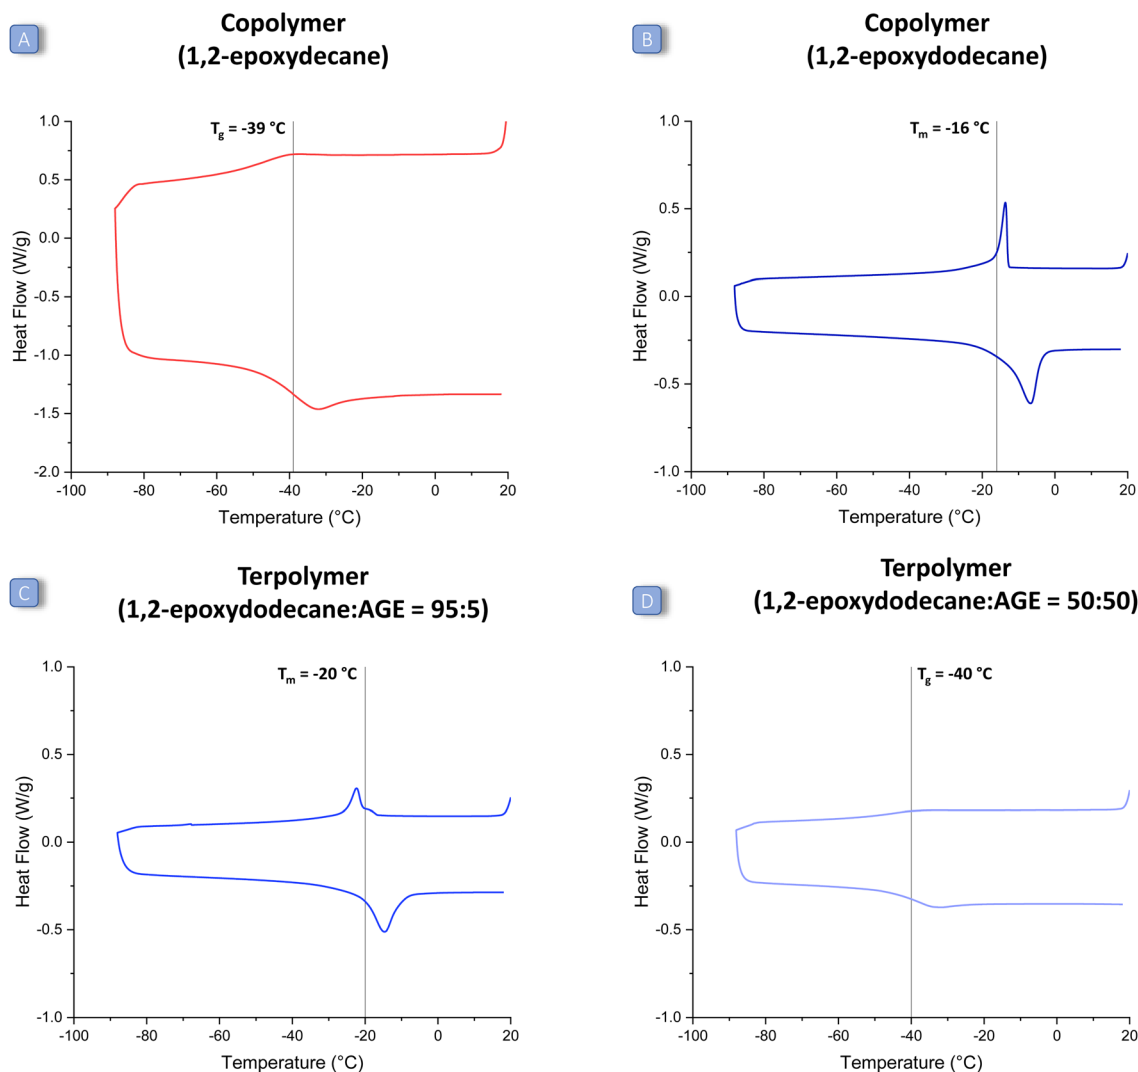 A
Copolymer
(1,2-epoxydecane)
Tg = -39 °C
1.0
0.5
0.0
-0.5
-1.0
-1.5
-2.0
Heat Flow (W/g)
-100 -80 -60 -40 -20 0 20
Temperature (°C)
B
Copolymer
(1,2-epoxydodecane)
Tm = -16 °C
1.0
0.5
0.0
-0.5
-1.0
Heat Flow (W/g)
-100 -80 -60 -40 -20 0 20
Temperature (°C)
C
Terpolymer
(1,2-epoxydodecane:AGE = 95:5)
Tm = -20 °C
1.0
0.5
0.0
-0.5
-1.0
Heat Flow (W/g)
-100 -80 -60 -40 -20 0 20
Temperature (°C)
D
Terpolymer
(1,2-epoxydodecane:AGE = 50:50)
Tg = -40 °C
1.0
0.5
0.0
-0.5
-1.0
Heat Flow (W/g)
-100 -80 -60 -40 -20 0 20
Temperature (°C)